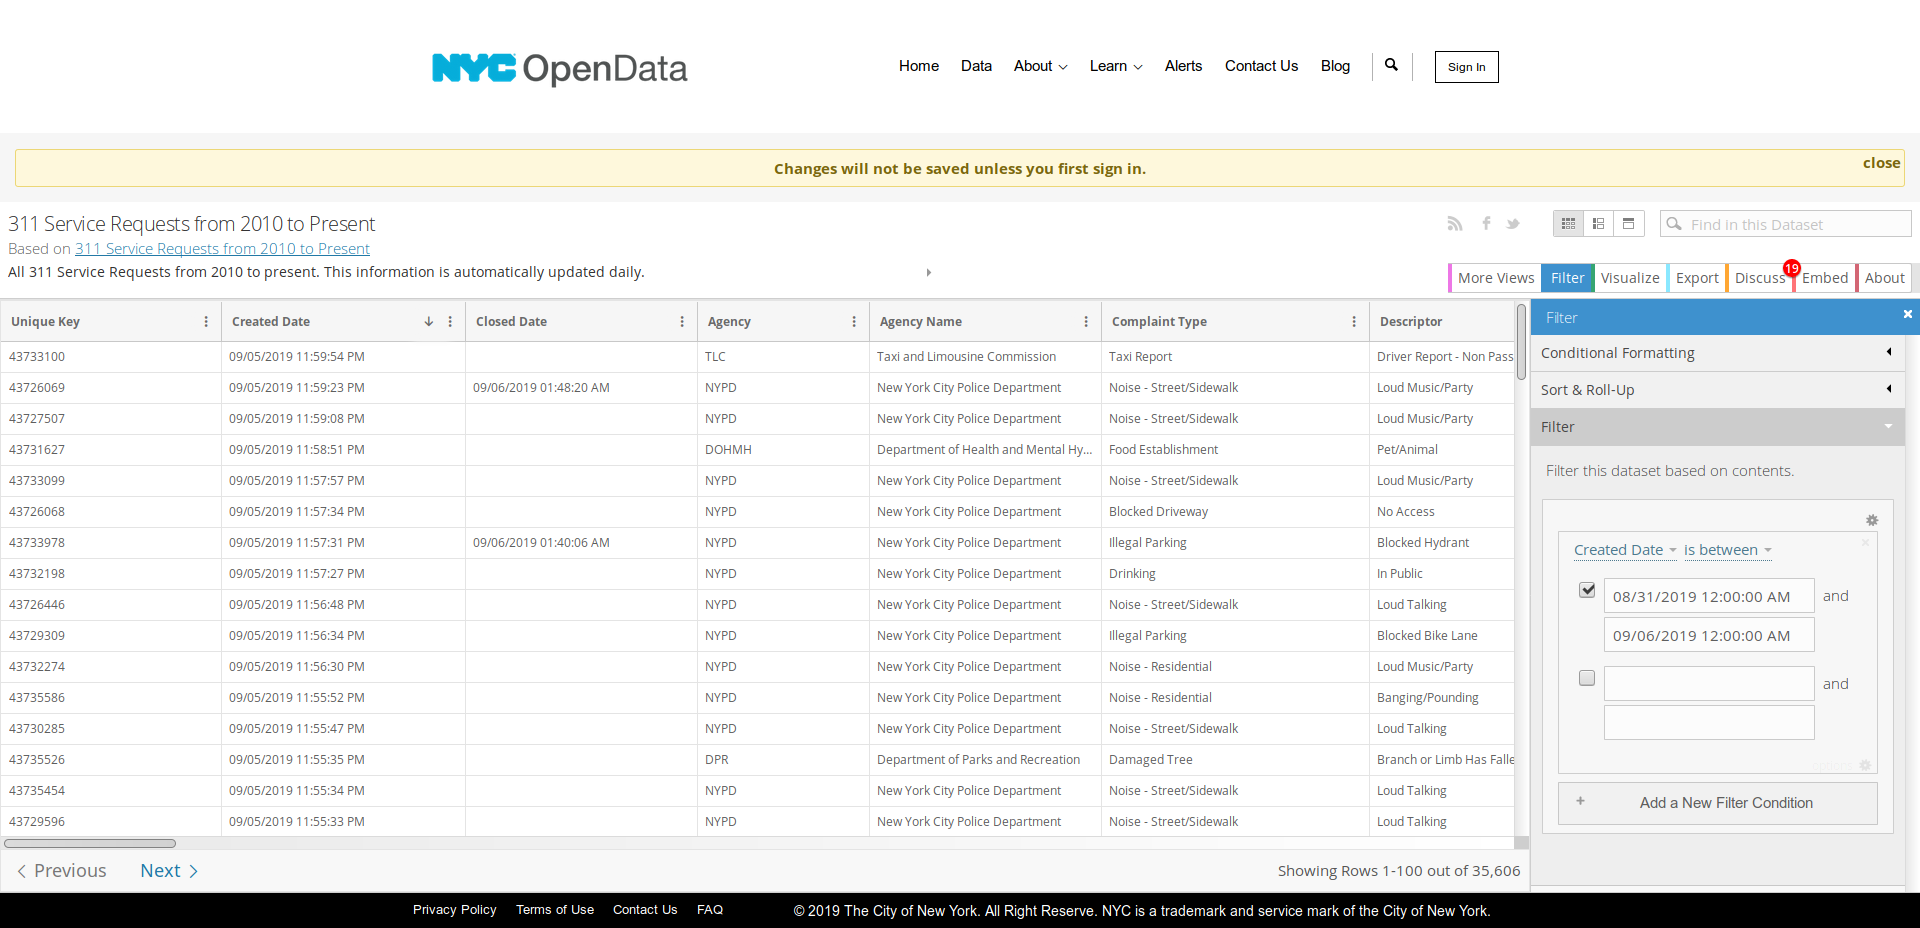 NYC OpenData
Home Data About Learn Alerts Contact Us Blog Sign In
Changes will not be saved unless you first sign in.
close
311 Service Requests from 2010 to Present
Based on 311 Service Requests from 2010 to Present
All 311 Service Requests from 2010 to present. This information is automatically updated daily.
Find in this Dataset
More Views Filter Visualize Export Discuss 19 Embed About
Unique Key Created Date Closed Date Agency Agency Name Complaint Type Descriptor
43733100 09/05/2019 11:59:54 PM TLC Taxi and Limousine Commission Taxi Report Driver Report - Non Pass
43726069 09/05/2019 11:59:23 PM 09/06/2019 01:48:20 AM NYPD New York City Police Department Noise - Street/Sidewalk Loud Music/Party
43727507 09/05/2019 11:59:08 PM NYPD New York City Police Department Noise - Street/Sidewalk Loud Music/Party
43731627 09/05/2019 11:58:51 PM DOHMH Department of Health and Mental Hy... Food Establishment Pet/Animal
43733099 09/05/2019 11:57:57 PM NYPD New York City Police Department Noise - Street/Sidewalk Loud Music/Party
43726068 09/05/2019 11:57:34 PM NYPD New York City Police Department Blocked Driveway No Access
43733978 09/05/2019 11:57:31 PM 09/06/2019 01:40:06 AM NYPD New York City Police Department Illegal Parking Blocked Hydrant
43732198 09/05/2019 11:57:27 PM NYPD New York City Police Department Drinking In Public
43726446 09/05/2019 11:56:48 PM NYPD New York City Police Department Noise - Street/Sidewalk Loud Talking
43729309 09/05/2019 11:56:34 PM NYPD New York City Police Department Illegal Parking Blocked Bike Lane
43732274 09/05/2019 11:56:30 PM NYPD New York City Police Department Noise - Residential Loud Music/Party
43735586 09/05/2019 11:55:52 PM NYPD New York City Police Department Noise - Residential Banging/Pounding
43730285 09/05/2019 11:55:47 PM NYPD New York City Police Department Noise - Street/Sidewalk Loud Talking
43735526 09/05/2019 11:55:35 PM DPR Department of Parks and Recreation Damaged Tree Branch or Limb Has Falle
43735454 09/05/2019 11:55:34 PM NYPD New York City Police Department Noise - Street/Sidewalk Loud Talking
43729596 09/05/2019 11:55:33 PM NYPD New York City Police Department Noise - Street/Sidewalk Loud Talking
Previous Next Showing Rows 1-100 out of 35,606
Filter
Conditional Formatting
Sort & Roll-Up
Filter
Filter this dataset based on contents.
Created Date is between
08/31/2019 12:00:00 AM and
09/06/2019 12:00:00 AM
and
Add a New Filter Condition
Privacy Policy Terms of Use Contact Us FAQ © 2019 The City of New York. All Right Reserve. NYC is a trademark and service mark of the City of New York.